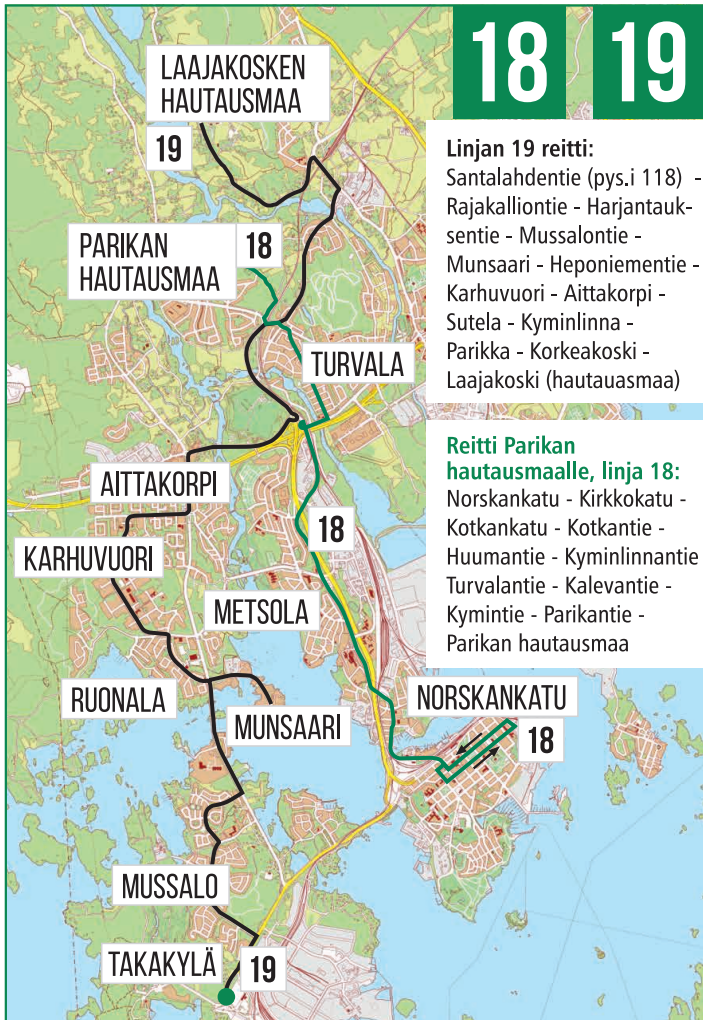 18 19
LAAJAKOSKEN
HAUTAUSMAA
19
Linjan 19 reitti:
Santalahdentie (pys.i 118) -
Rajakalliontie - Harjantauk-
sentie - Mussalontie -
Munsaari - Heponiementie -
Karhuvuori - Aittakorpi -
Sutela - Kyminlinna -
Parikka - Korkeakoski -
Laajakoski (hautauasmaa)
PARIKAN
HAUTAUSMAA
18
TURVALA
Reitti Parikan
hautausmaalle, linja 18:
Norskankatu - Kirkkokatu -
Kotkankatu - Kotkantie -
Huumantie - Kyminlinnantie
Turvalantie - Kalevantie -
Kymintie - Parikantie -
Parikan hautausmaa
AITTAKORPI
18
KARHUVUORI
METSOLA
RUONALA
MUNSAARI
NORSKANKATU
18
MUSSALO
TAKAKYLÄ
19